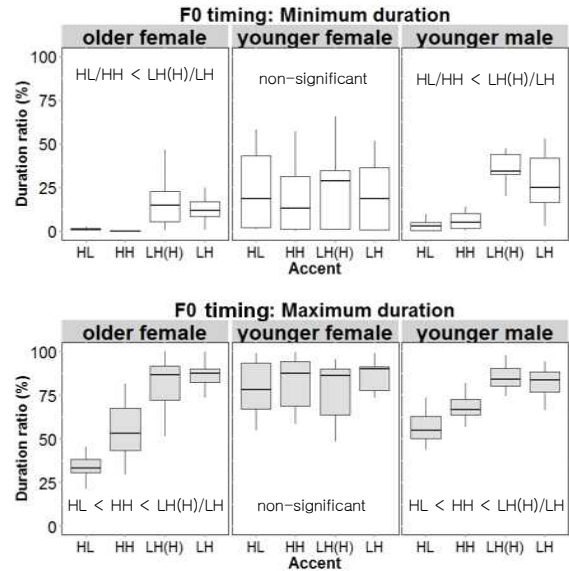 F0 timing: Minimum duration
older female younger female younger male
HL/HH < LH(H)/LH non-significant HL/HH < LH(H)/LH
Duration ratio (%)
100
75
50
25
0
HL HH LH(H) LH HL HH LH(H) LH HL HH LH(H) LH
Accent
F0 timing: Maximum duration
older female younger female younger male
Duration ratio (%)
100
75
50
25
0
HL < HH < LH(H)/LH non-significant HL < HH < LH(H)/LH
HL HH LH(H) LH HL HH LH(H) LH HL HH LH(H) LH
Accent